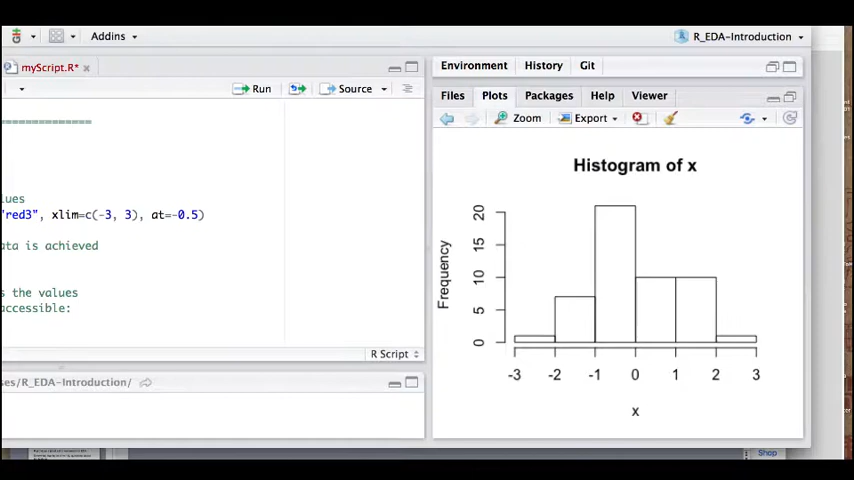 Addins
R_EDA-Introduction
myScript.R*
Run
Source
==============
lues
"red3", xlim=c(-3, 3), at=-0.5)
ata is achieved
s the values
accessible:
R Script
ses/R_EDA-Introduction/
Environment History Git
Files Plots Packages Help Viewer
Zoom Export
Histogram of x
Frequency
20
15
10
5
0
-3 -2 -1 0 1 2 3
x
Shop